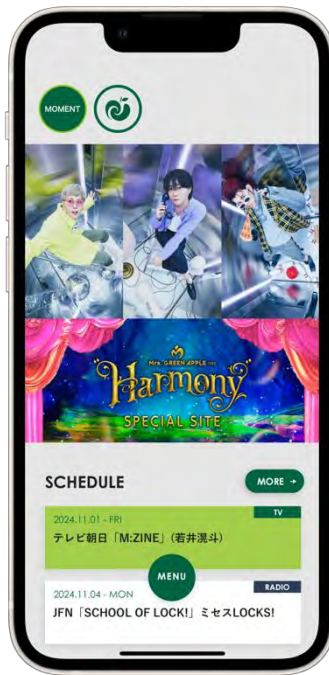 MOMENT
Mrs. GREEN APPLE
"Harmony"
SPECIAL SITE
SCHEDULE
MORE →
TV
2024.11.01 - FRI
テレビ朝日「M:ZINE」(若井滉斗)
MENU
RADIO
2024.11.04 - MON
JFN「SCHOOL OF LOCK!」ミセスLOCKS!